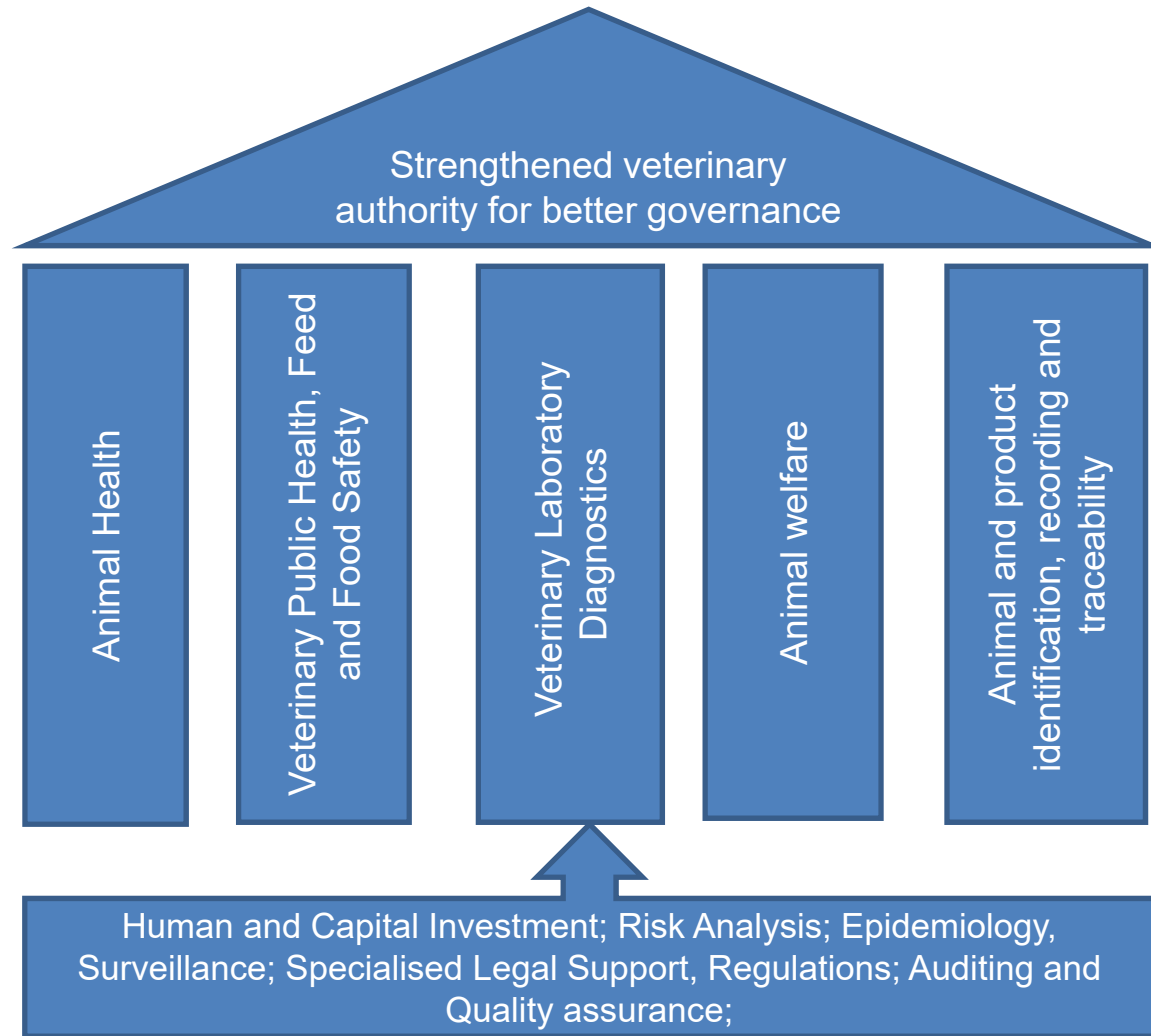 Strengthened veterinary
authority for better governance
Animal Health
Veterinary Public Health, Feed
and Food Safety
Veterinary Laboratory
Diagnostics
Animal welfare
Animal and product
identification, recording and
traceability
Human and Capital Investment; Risk Analysis; Epidemiology,
Surveillance; Specialised Legal Support, Regulations; Auditing and
Quality assurance;